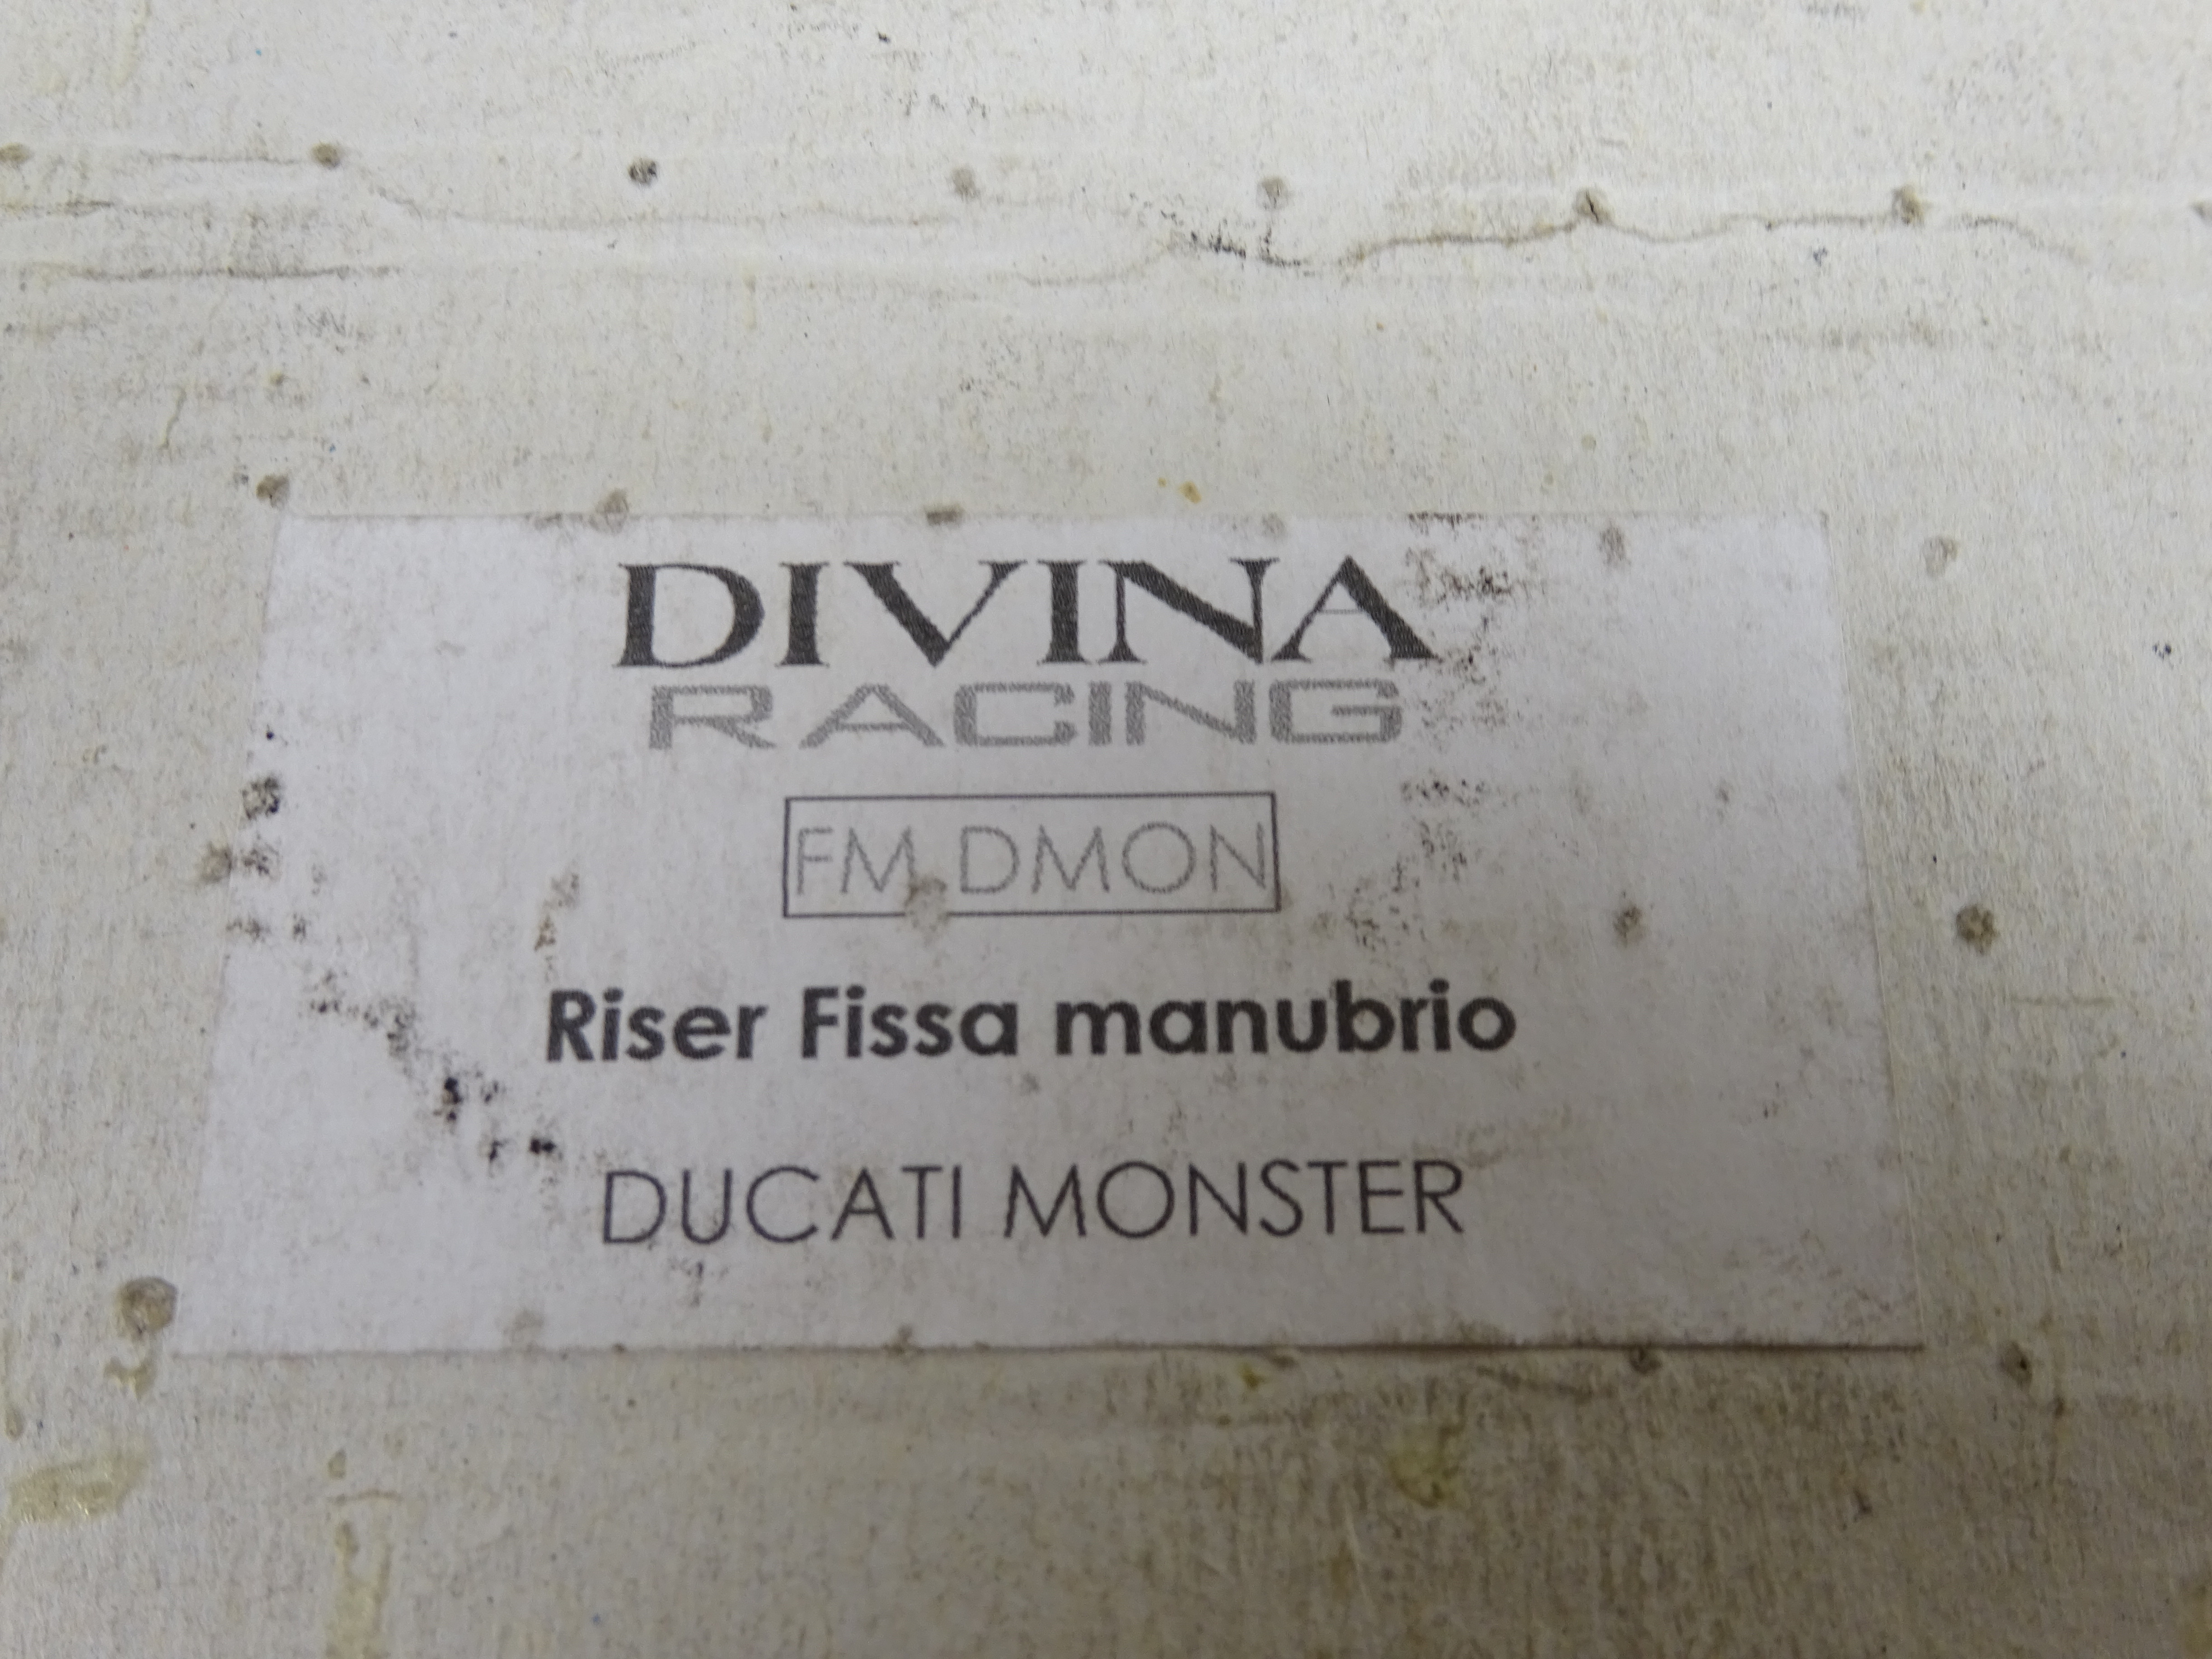 DIVINA
RACING
FM DMON
Riser Fissa manubrio
DUCATI MONSTER